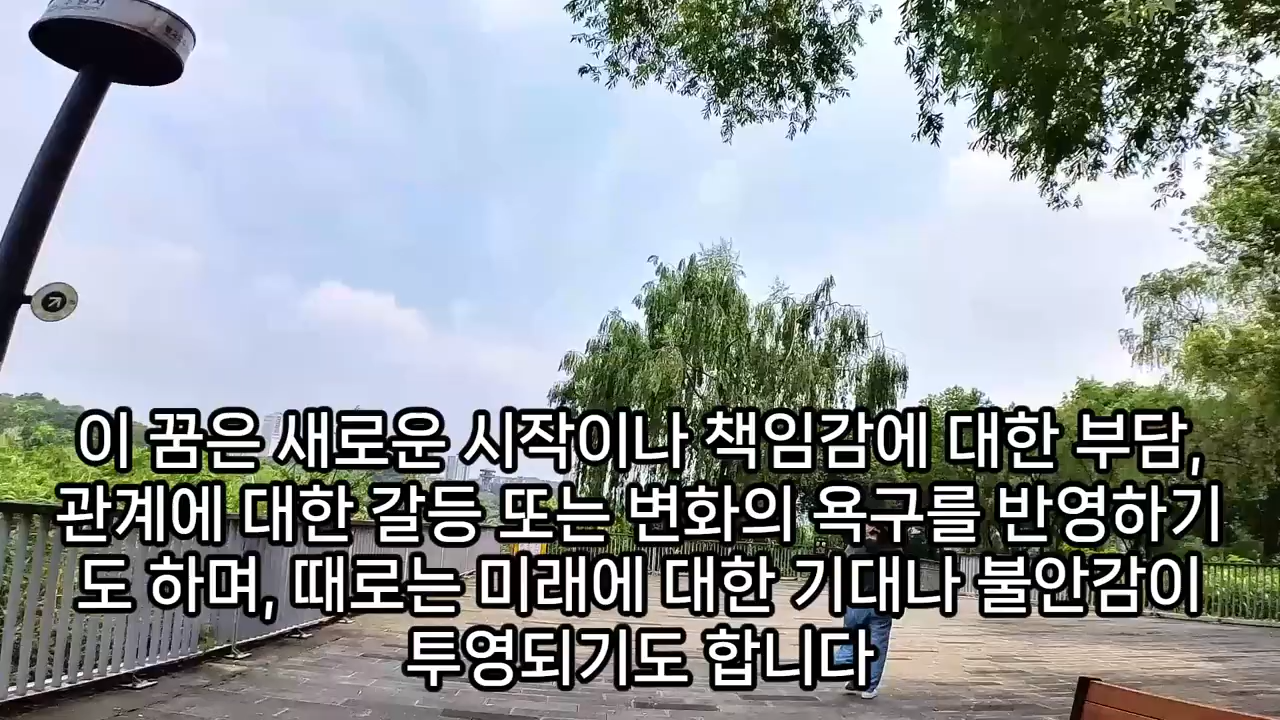 이 꿈은 새로운 시작이나 책임감에 대한 부담,
관계에 대한 갈등 또는 변화의 욕구를 반영하기
도 하며, 때로는 미래에 대한 기대나 불안감이
투영되기도 합니다